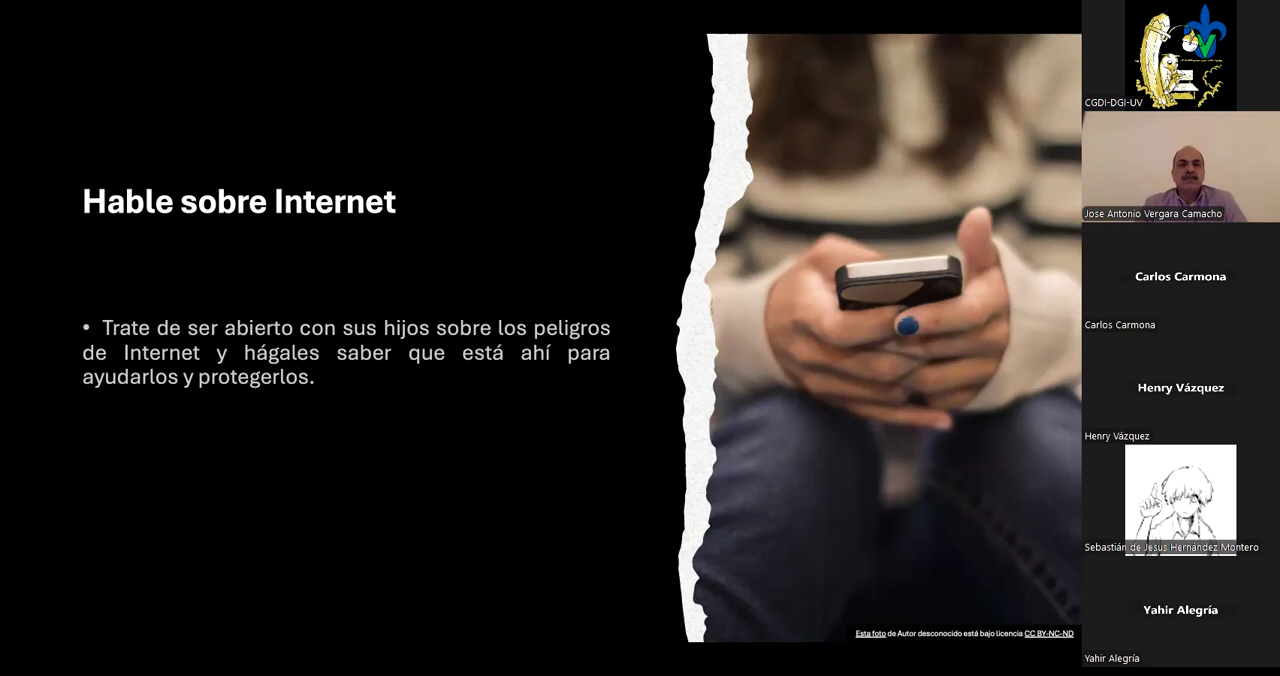 Hable sobre Internet
• Trate de ser abierto con sus hijos sobre los peligros
de Internet y hágales saber que está ahí para
ayudarlos y protegerlos.
Esta foto de Autor desconocido está bajo licencia CC BY-NC-ND
CGDI-DGI-UV
Jose Antonio Vergara Camacho
Carlos Carmona
Carlos Carmona
Henry Vázquez
Henry Vázquez
Sebastián de Jesus Hernández Montero
Yahir Alegría
Yahir Alegría